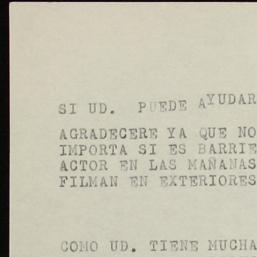 SI UD. PUEDE AYUDAR
AGRADECERE YA QUE NO
IMPORTA SI ES BARRIE
ACTOR EN LAS MAÑANAS
FILMAN EN EXTERIORES
COMO UD. TIENE MUCHA